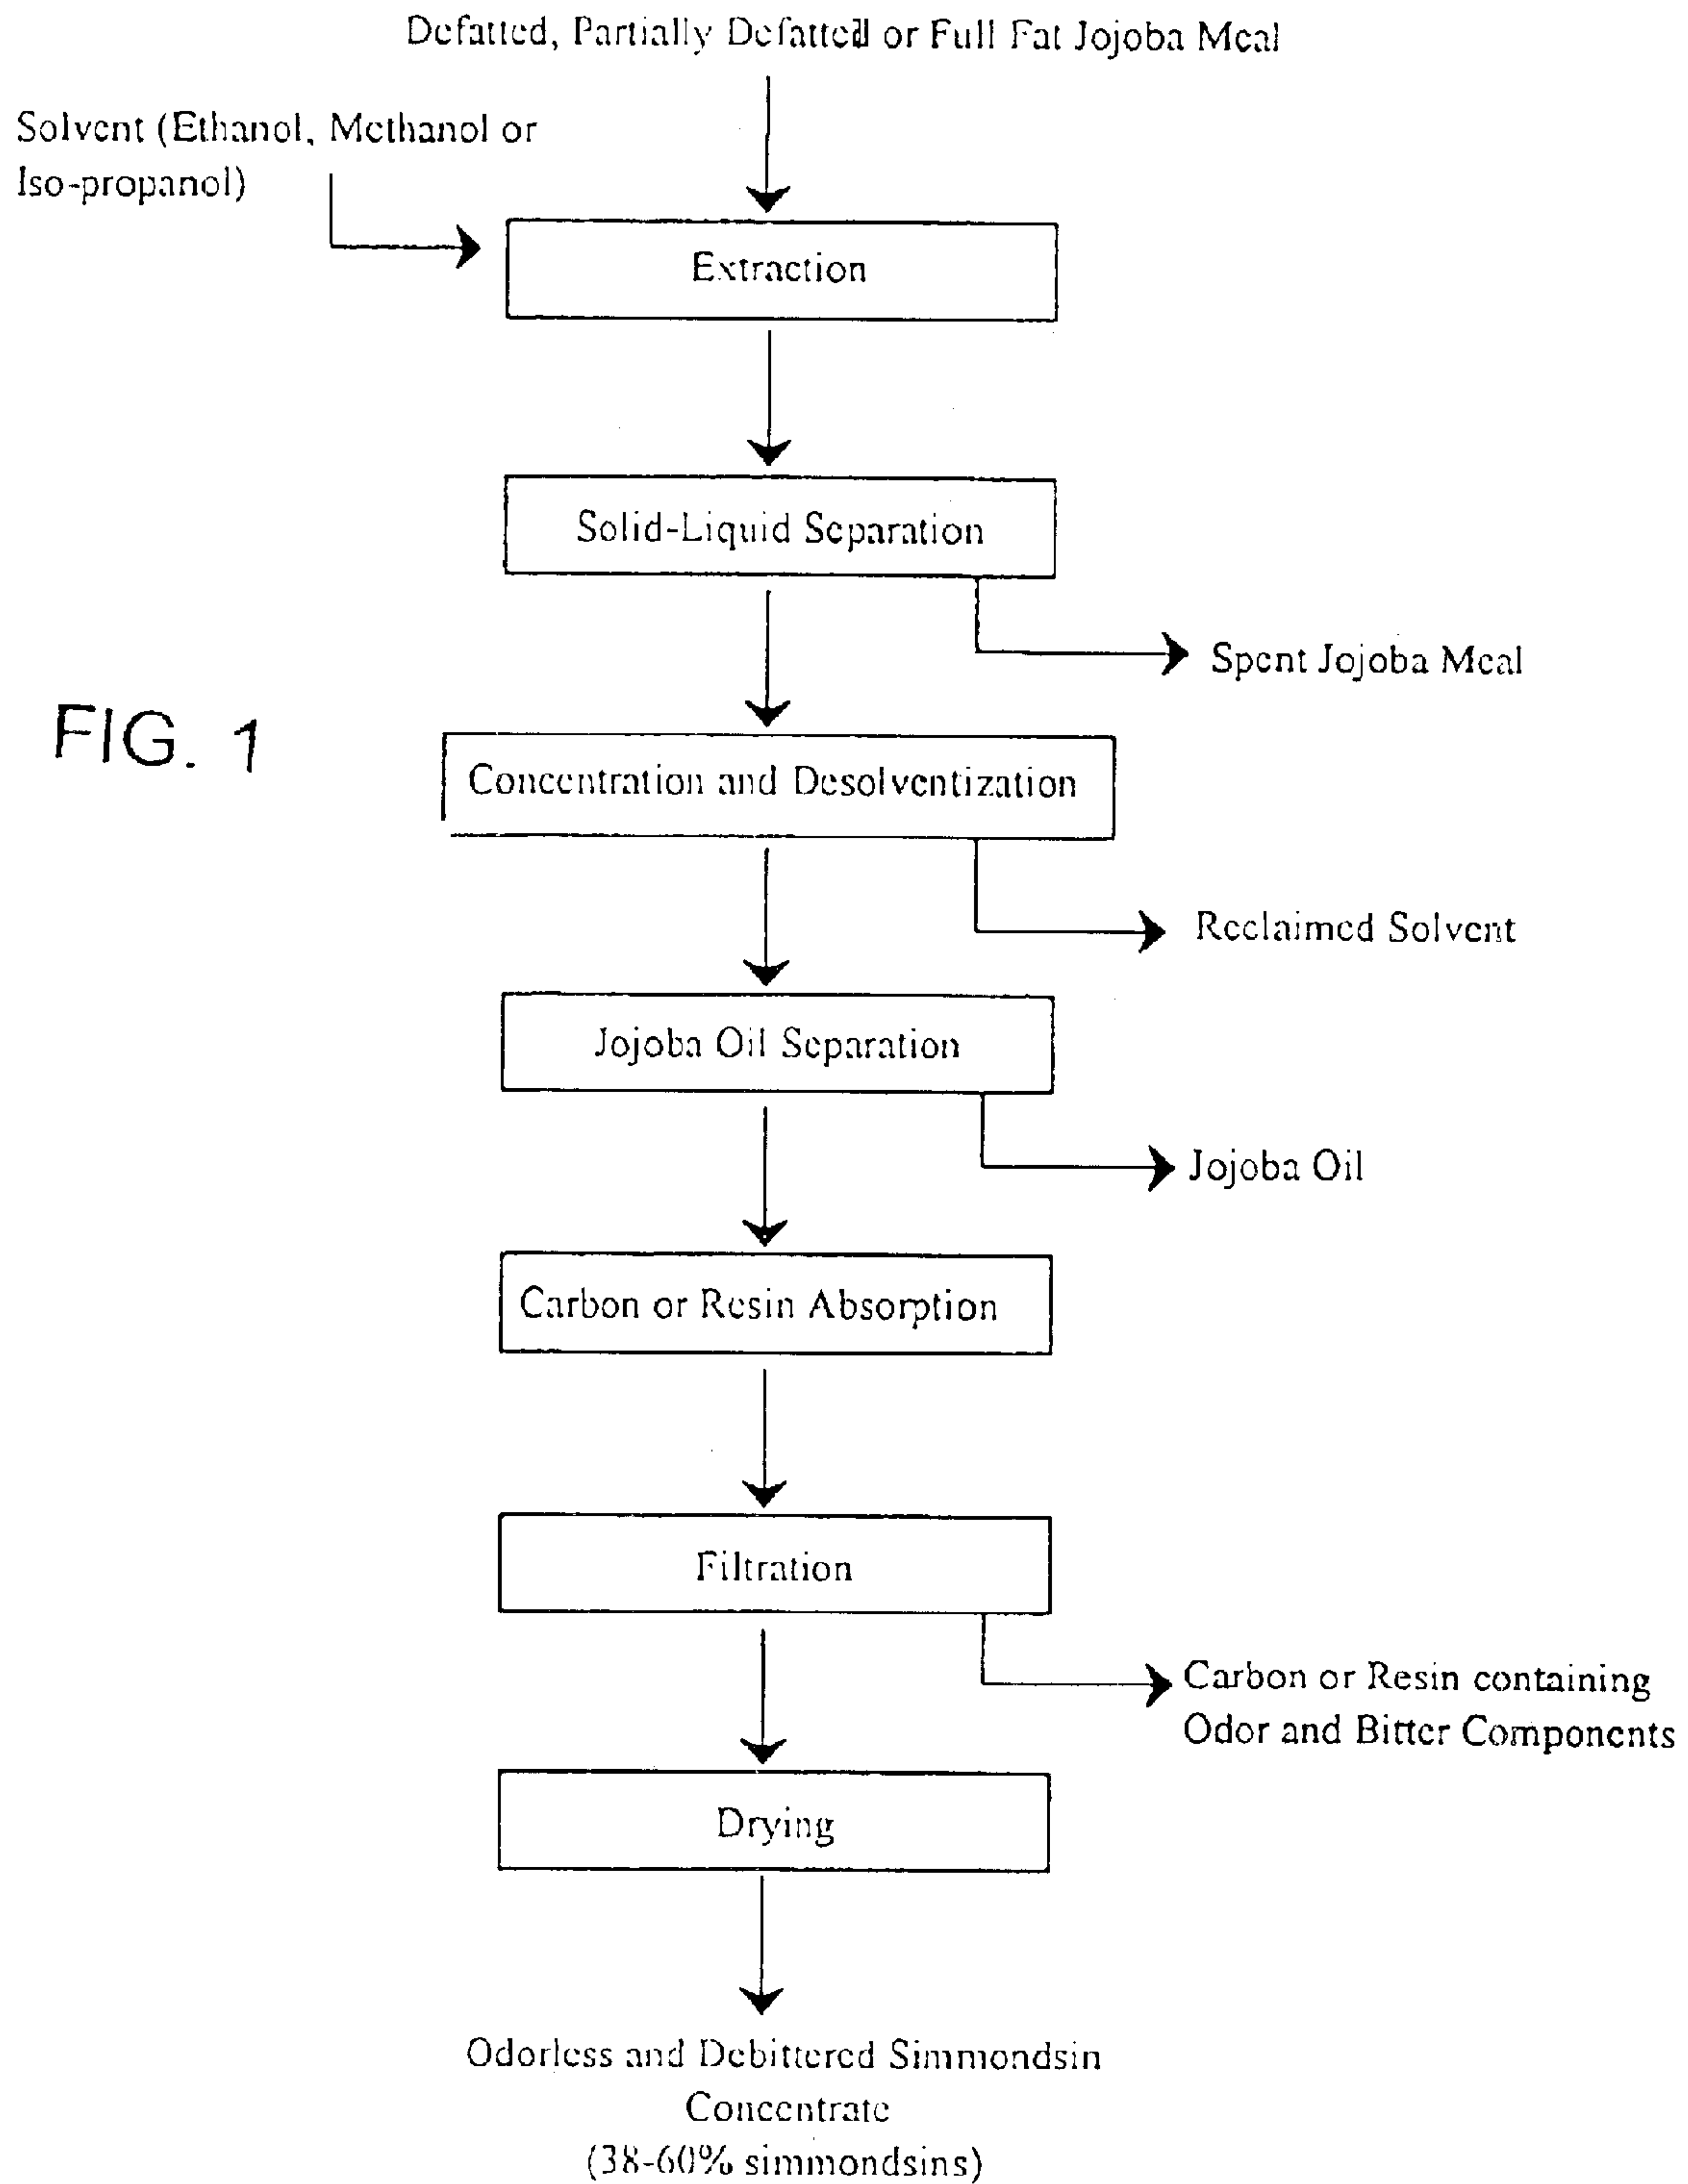 Defatted, Partially Defatted or Full Fat Jojoba Meal
Solvent (Ethanol, Methanol or
Iso-propanol)
Extraction
Solid-Liquid Separation
Spent Jojoba Meal
FIG. 1
Concentration and Desolventization
Reclaimed Solvent
Jojoba Oil Separation
Jojoba Oil
Carbon or Resin Absorption
Filtration
Carbon or Resin containing
Odor and Bitter Components
Drying
Odorless and Debittered Simmondsin
Concentrate
(38-60% simmondsins)